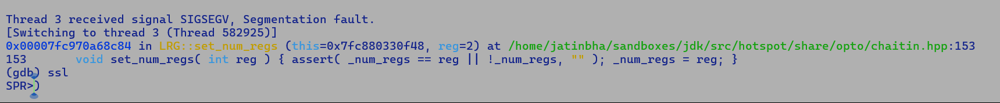 Thread 3 received signal SIGSEGV, Segmentation fault.
[Switching to thread 3 (Thread 582925)]
0x00007fc970a68c84 in LRG::set_num_regs (this=0x7fc880330f48, reg=2) at /home/jatinbha/sandboxes/jdk/src/hotspot/share/opto/chaitin.hpp:153
153       void set_num_regs( int reg ) { assert( _num_regs == reg || !_num_regs, "" ); _num_regs = reg; }
(gdb) ssl
SPR>)